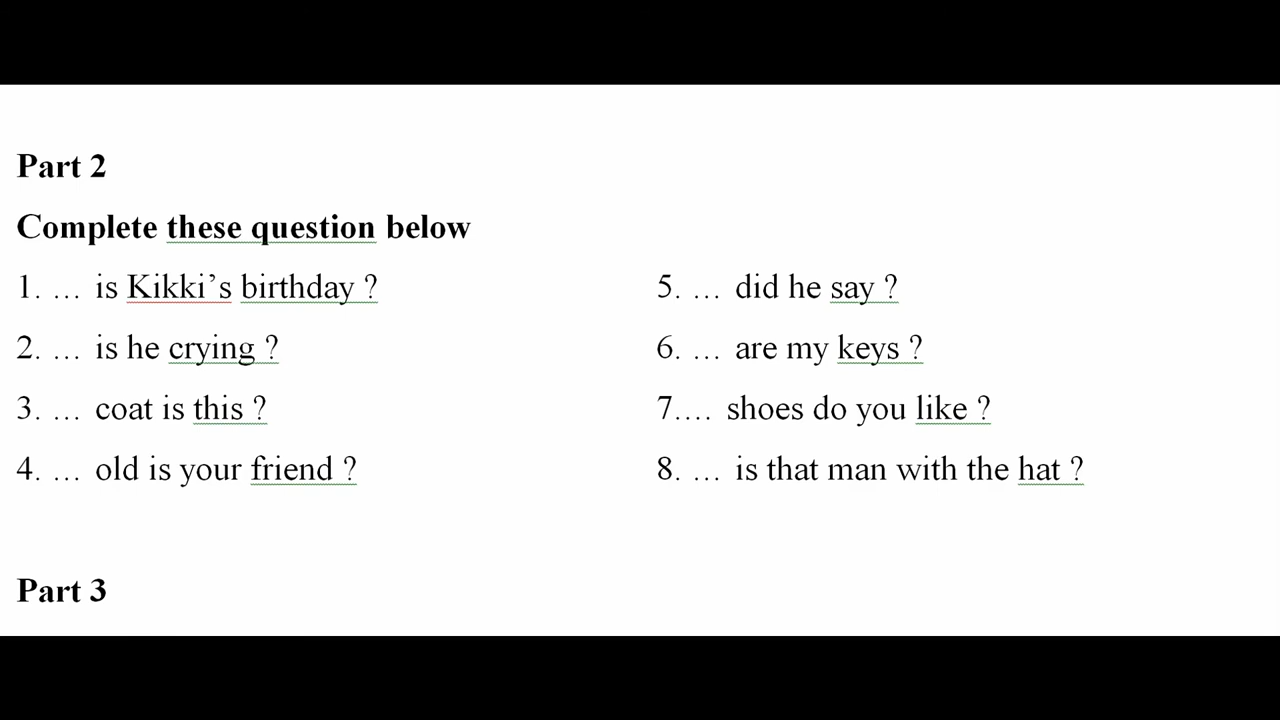 Part 2
Complete these question below
1. … is Kikki’s birthday ?
2. … is he crying ?
3. … coat is this ?
4. … old is your friend ?
5. … did he say ?
6. … are my keys ?
7.… shoes do you like ?
8. … is that man with the hat ?
Part 3